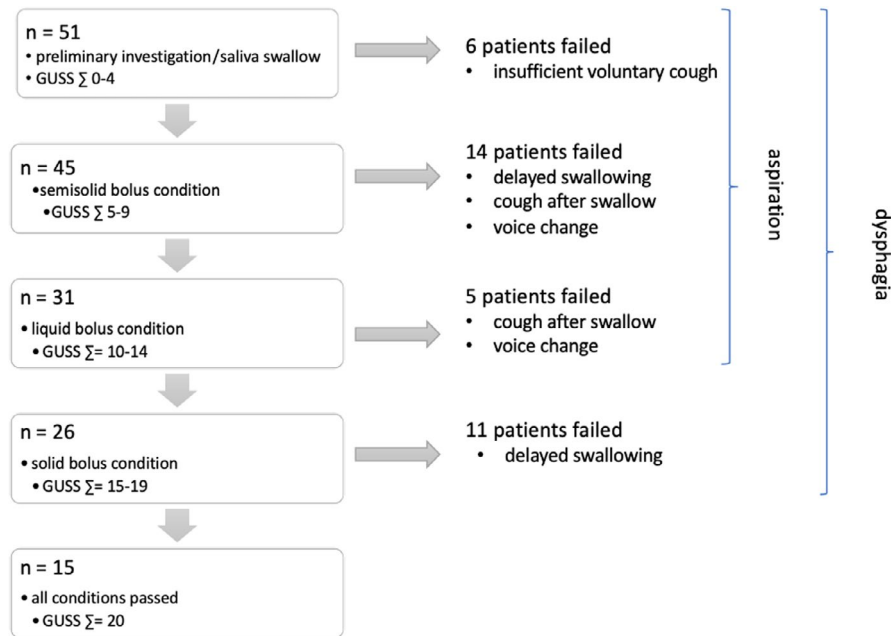 n = 51
• preliminary investigation/saliva swallow
• GUSS ∑ 0-4
6 patients failed
• insufficient voluntary cough
n = 45
•semisolid bolus condition
•GUSS ∑ 5-9
14 patients failed
• delayed swallowing
• cough after swallow
• voice change
n = 31
• liquid bolus condition
• GUSS ∑= 10-14
5 patients failed
• cough after swallow
• voice change
n = 26
• solid bolus condition
• GUSS ∑= 15-19
11 patients failed
• delayed swallowing
n = 15
• all conditions passed
• GUSS ∑= 20
aspiration
dysphagia